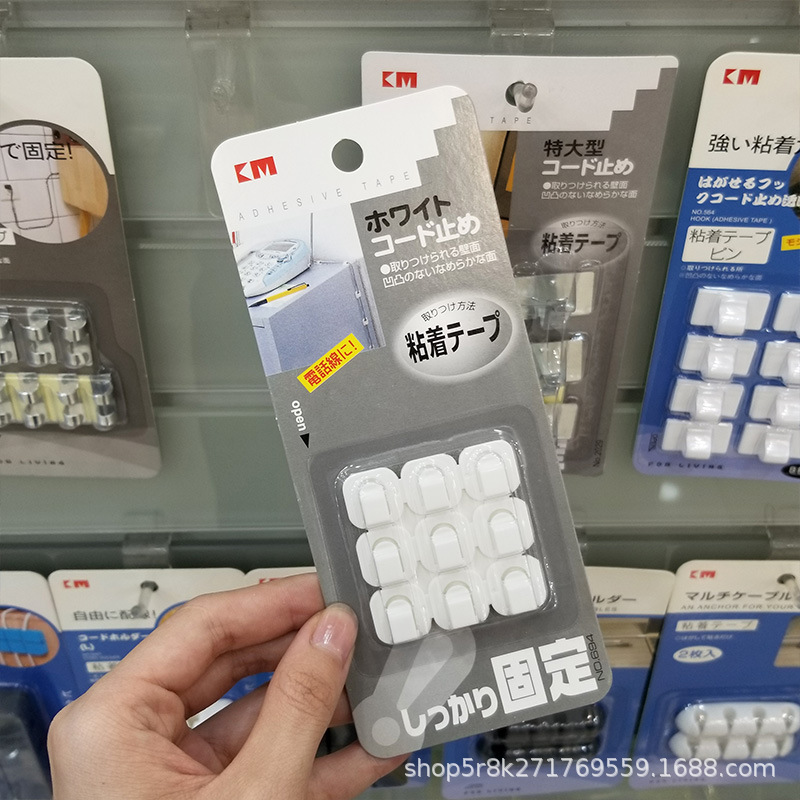 KM
ADHESIVE TAPE
ホワイト
コード止め
●取りつけられる壁面
凹凸のないなめらかな面
取りつけ方法
粘着テープ
電話線に!
open
しっかり固定
NO.694
で固定!
KM
TAPE
特大型
コード止め
●取りつけられる壁面
凹凸のないなめらかな面
取りつけ方法
粘着テープ
KM
強い粘着
はがせるフッ
クコード止め透明
NO.564
HOOK (ADHESIVE TAPE)
粘着テープ
ピン
FOR LIVING
FOR LIVING
KM
自由に配線!
コードホルダー
(L)
KM
ルダー
KM
マルチケーブル
AN ANCHOR FOR YOUR
粘着テープ
2枚入
shop5r8k271769559.1688.com